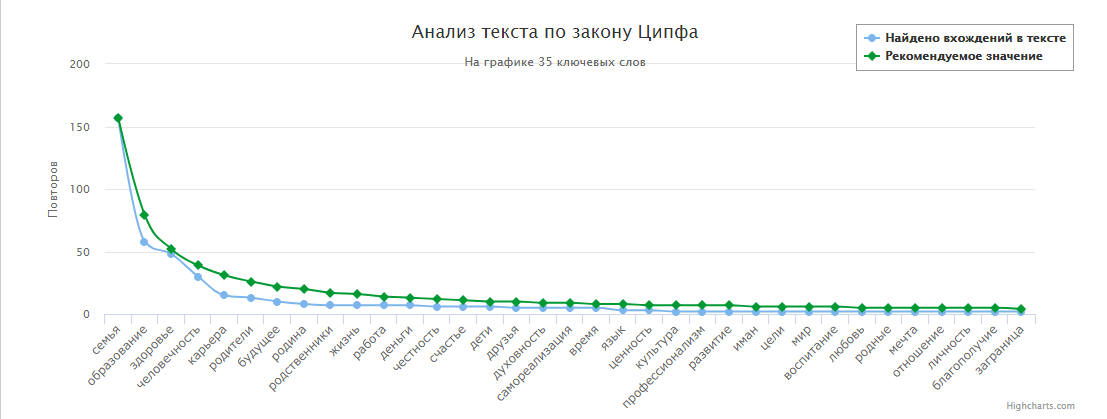 Анализ текста по закону Ципфа
На графике 35 ключевых слов
Найдено вхождений в тексте
Рекомендуемое значение
Повторов
200
150
100
50
0
семья
образование
здоровье
человечность
карьера
родители
будущее
родина
родственники
жизнь
работа
деньги
честность
счастье
дети
друзья
духовность
самореализация
время
язык
ценность
культура
профессионализм
развитие
иман
цели
мир
воспитание
любовь
родные
мечта
отношение
личность
благополучие
заграница
Highcharts.com